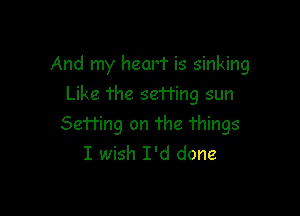 And my heart is sinking
Like the setting sun
Setting on the things
I wish I'd done